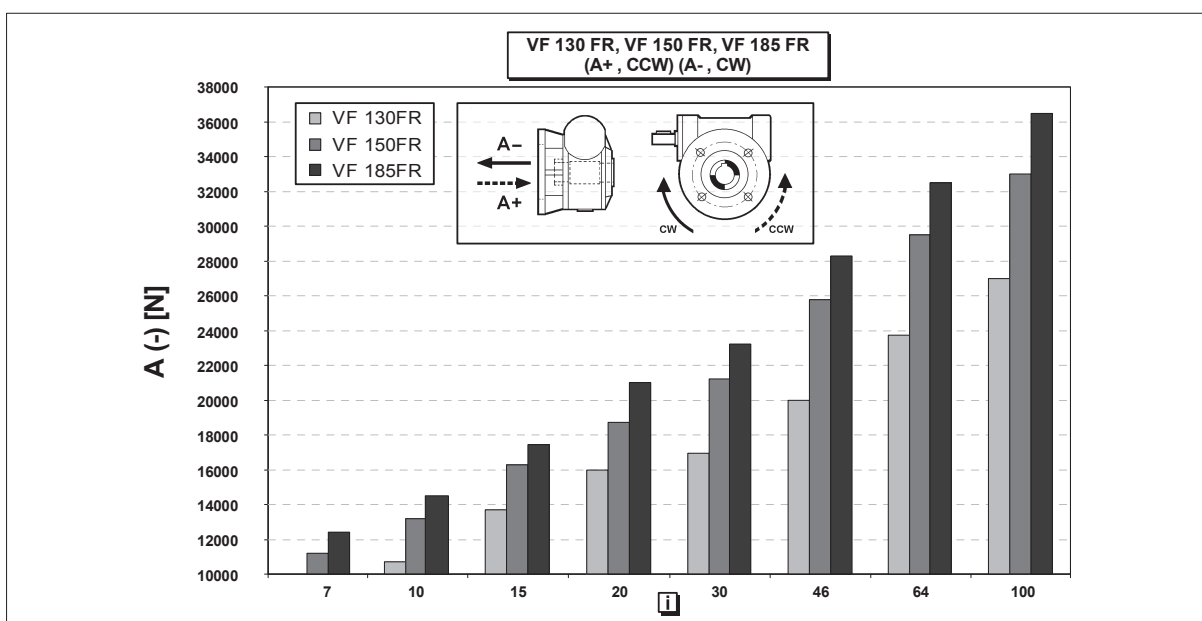 VF 130 FR, VF 150 FR, VF 185 FR
(A+ , CCW) (A- , CW)
38000
36000
34000
32000
30000
28000
26000
24000
22000
20000
18000
16000
14000
12000
10000
A (-) [N]
VF 130FR
VF 150FR
VF 185FR
A–
A+
CW
CCW
7 10 15 20 30 46 64 100
i